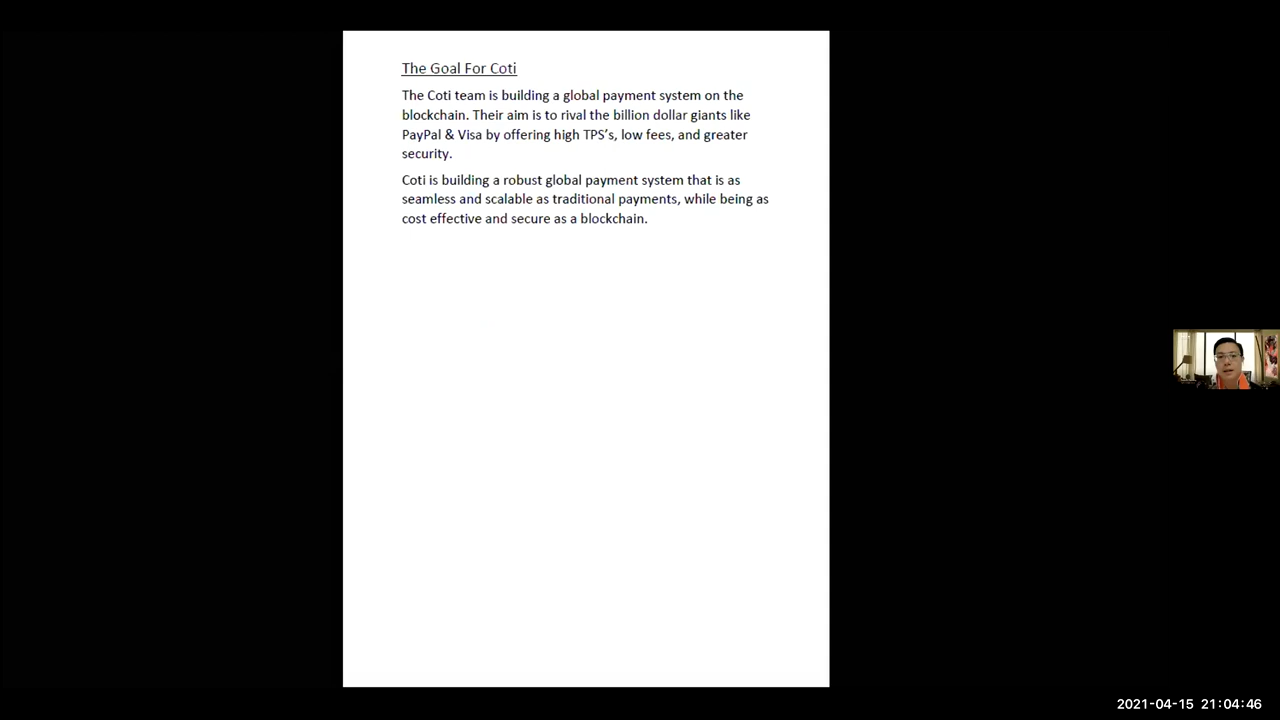 The Goal For Coti
The Coti team is building a global payment system on the
blockchain. Their aim is to rival the billion dollar giants like
PayPal & Visa by offering high TPS’s, low fees, and greater
security.
Coti is building a robust global payment system that is as
seamless and scalable as traditional payments, while being as
cost effective and secure as a blockchain.
2021-04-15 21:04:46